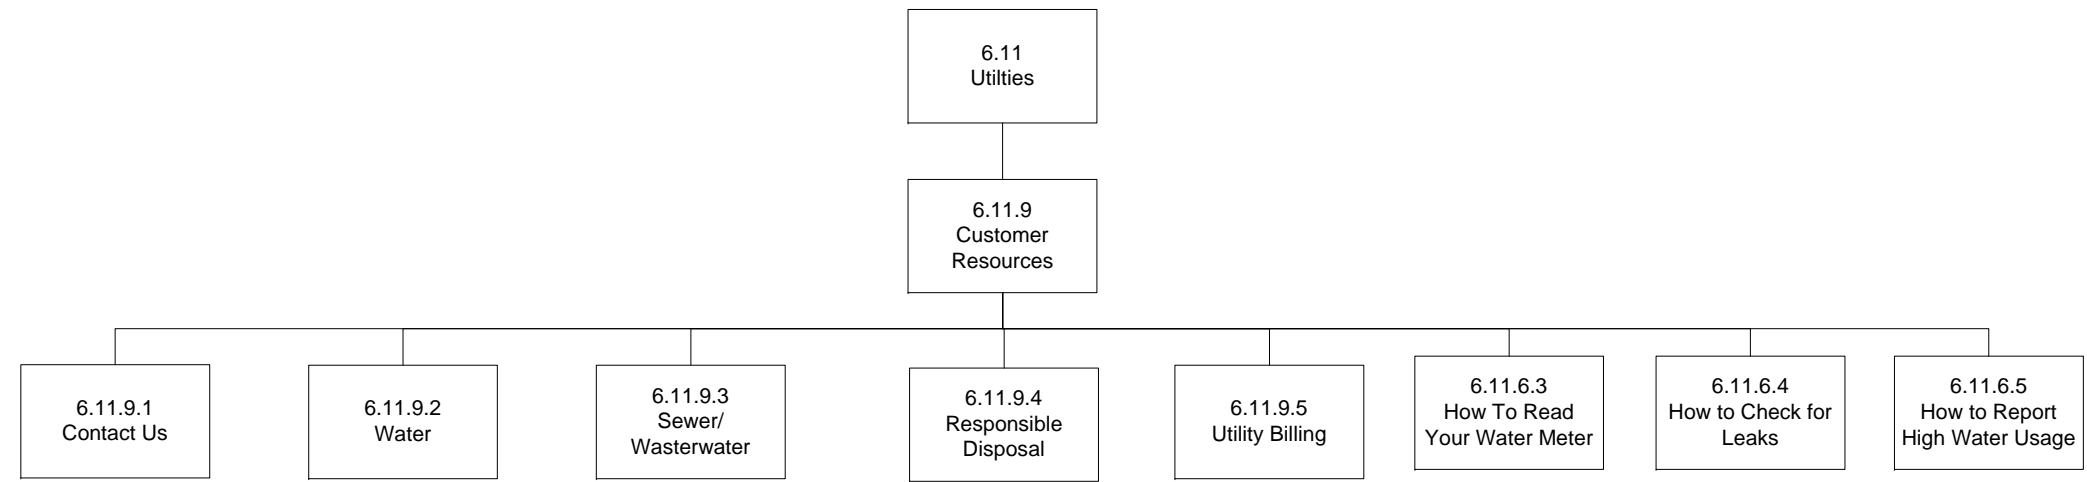 6.11
Utilties
6.11.9
Customer
Resources
6.11.9.1
Contact Us
6.11.9.2
Water
6.11.9.3
Sewer/
Wasterwater
6.11.9.4
Responsible
Disposal
6.11.9.5
Utility Billing
6.11.6.3
How To Read
Your Water Meter
6.11.6.4
How to Check for
Leaks
6.11.6.5
How to Report
High Water Usage